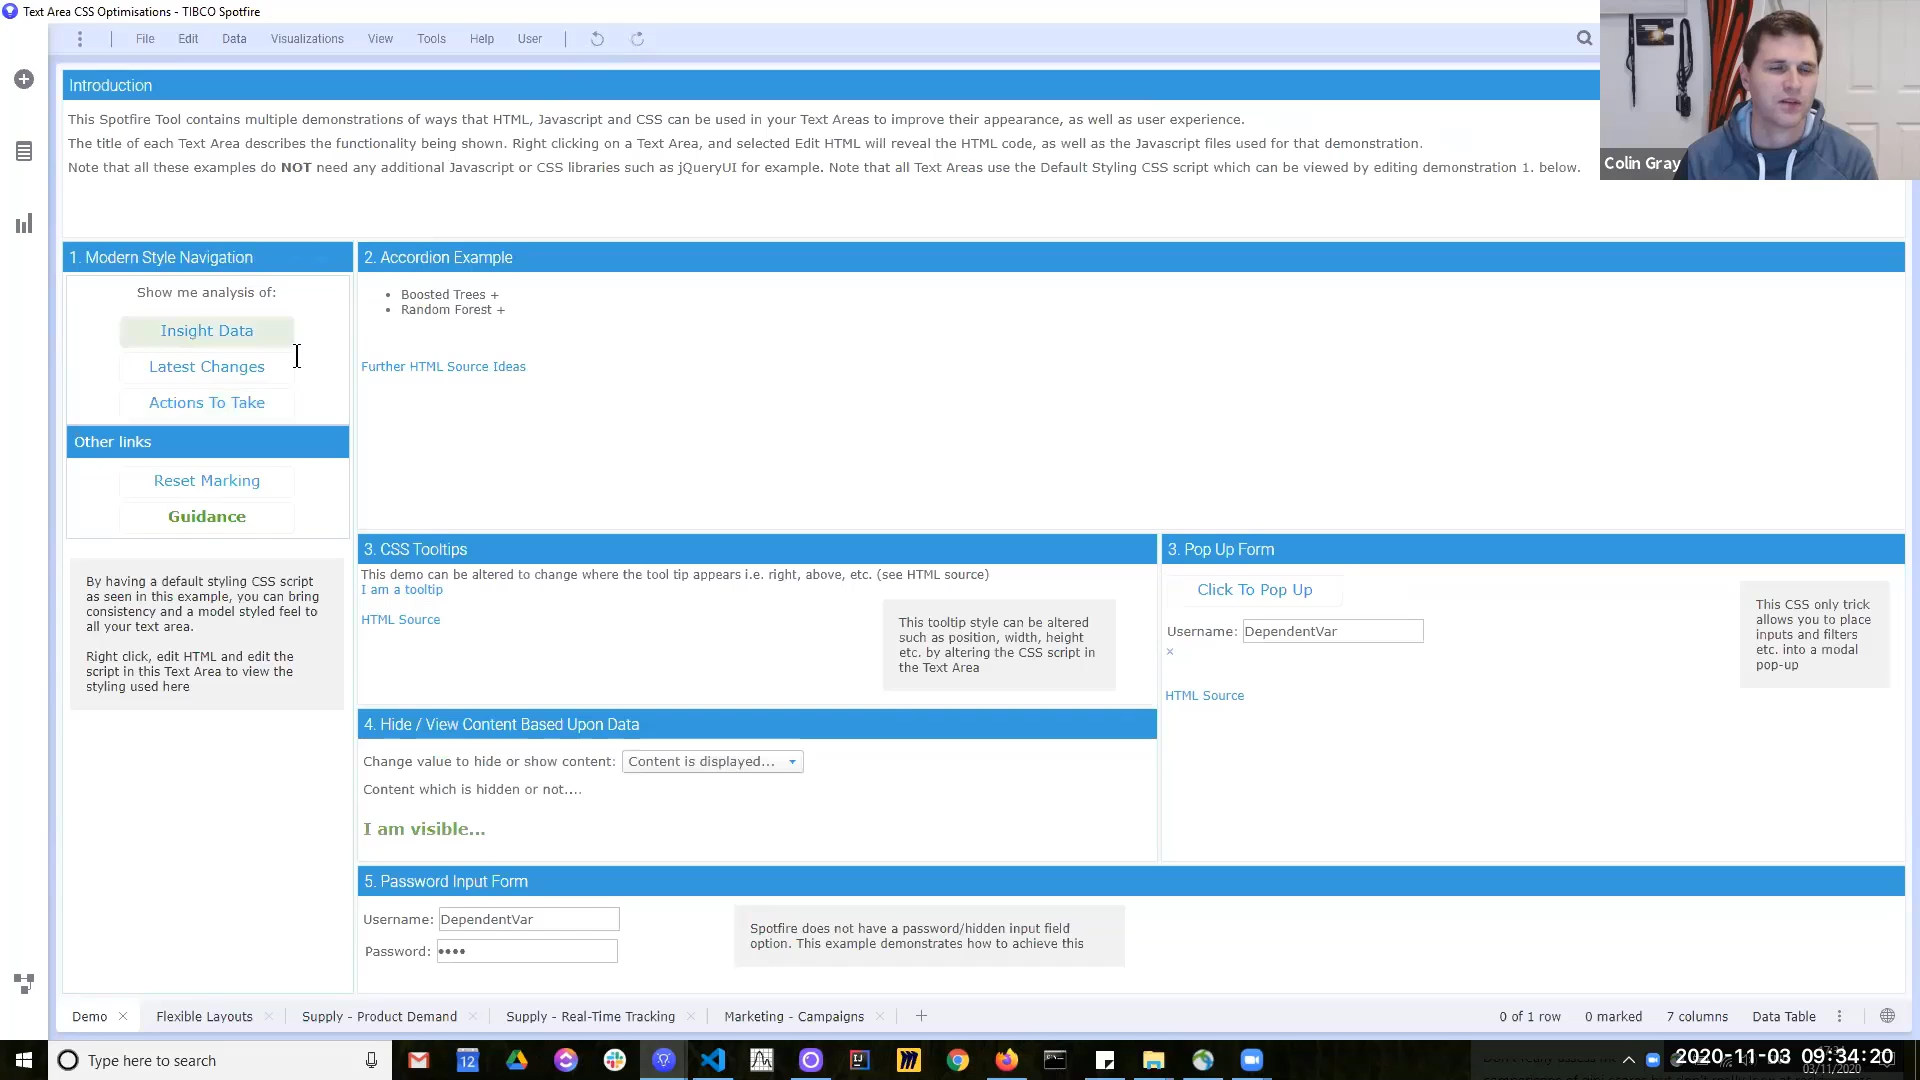 Text Area CSS Optimisations - TIBCO Spotfire
File Edit Data Visualizations View Tools Help User
Introduction
This Spotfire Tool contains multiple demonstrations of ways that HTML, Javascript and CSS can be used in your Text Areas to improve their appearance, as well as user experience.
The title of each Text Area describes the functionality being shown. Right clicking on a Text Area, and selected Edit HTML will reveal the HTML code, as well as the Javascript files used for that demonstration.
Note that all these examples do NOT need any additional Javascript or CSS libraries such as jQueryUI for example. Note that all Text Areas use the Default Styling CSS script which can be viewed by editing demonstration 1. below.
Colin Gray
1. Modern Style Navigation
Show me analysis of:
Insight Data
Latest Changes
Actions To Take
Other links
Reset Marking
Guidance
By having a default styling CSS script
as seen in this example, you can bring
consistency and a model styled feel to
all your text area.
Right click, edit HTML and edit the
script in this Text Area to view the
styling used here
2. Accordion Example
• Boosted Trees +
• Random Forest +
Further HTML Source Ideas
3. CSS Tooltips
This demo can be altered to change where the tool tip appears i.e. right, above, etc. (see HTML source)
I am a tooltip
HTML Source
This tooltip style can be altered
such as position, width, height
etc. by altering the CSS script in
the Text Area
3. Pop Up Form
Click To Pop Up
Username: DependentVar
×
HTML Source
This CSS only trick
allows you to place
inputs and filters
etc. into a modal
pop-up
4. Hide / View Content Based Upon Data
Change value to hide or show content: Content is displayed...
Content which is hidden or not....
I am visible...
5. Password Input Form
Username: DependentVar
Password: ••••
Spotfire does not have a password/hidden input field
option. This example demonstrates how to achieve this
Demo Flexible Layouts Supply - Product Demand Supply - Real-Time Tracking Marketing - Campaigns
0 of 1 row 0 marked 7 columns Data Table
Type here to search
12
2020-11-03 09:34:20
03/11/2020